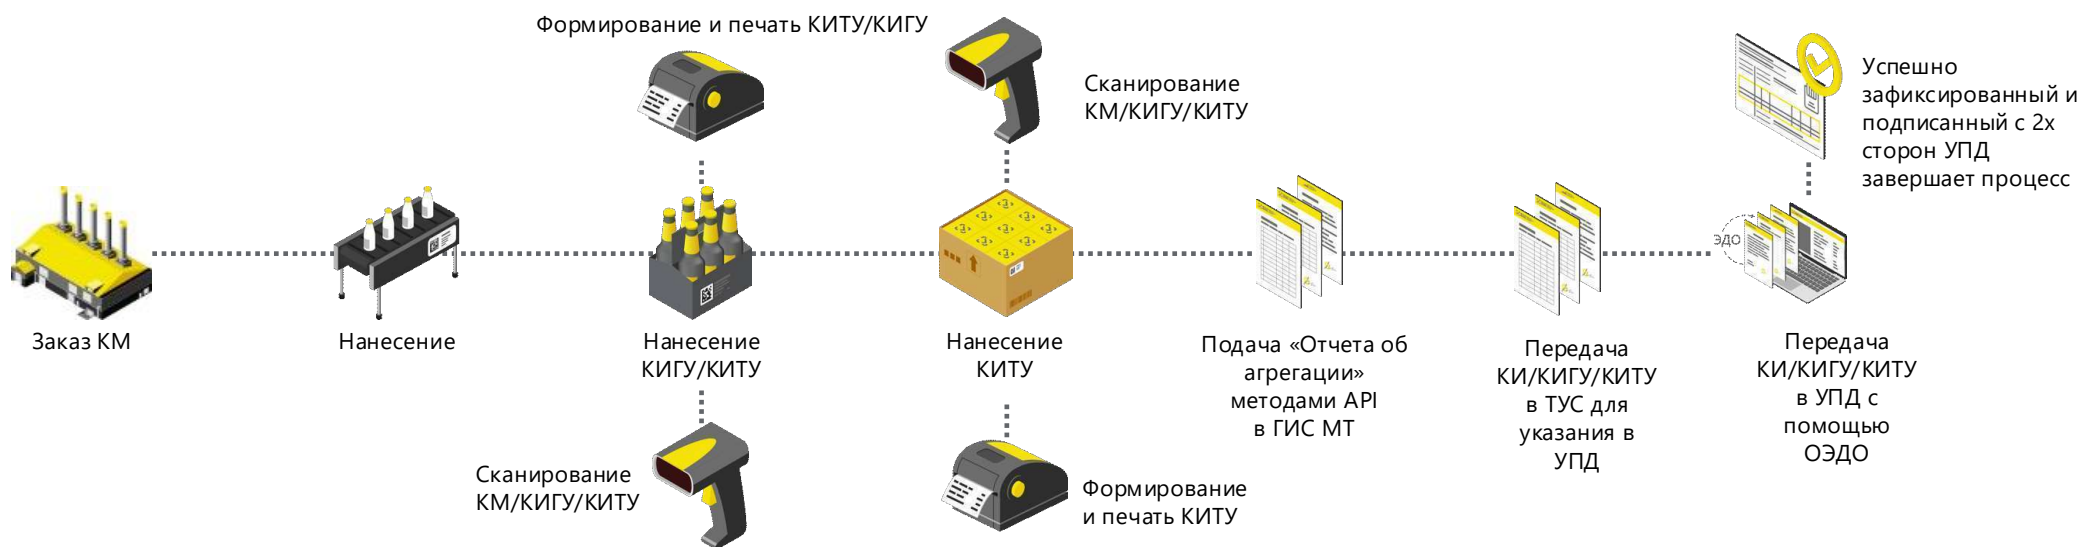 Формирование и печать КИТУ/КИГУ
Сканирование
КМ/КИГУ/КИТУ
Успешно
зафиксированный и
подписанный с 2х
сторон УПД
завершает процесс
ЭДО
Заказ КМ
Нанесение
Нанесение
КИГУ/КИТУ
Нанесение
КИТУ
Подача «Отчета об
агрегации»
методами API
в ГИС МТ
Передача
КИ/КИГУ/КИТУ
в ТУС для
указания в
УПД
Передача
КИ/КИГУ/КИТУ
в УПД с
помощью
ОЭДО
Сканирование
КМ/КИГУ/КИТУ
Формирование
и печать КИТУ